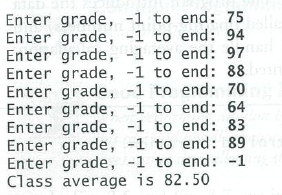 Enter grade, -1 to end: 75
Enter grade, -1 to end: 94
Enter grade, -1 to end: 97
Enter grade, -1 to end: 88
Enter grade, -1 to end: 70
Enter grade, -1 to end: 64
Enter grade, -1 to end: 83
Enter grade, -1 to end: 89
Enter grade, -1 to end: -1
Class average is 82.50